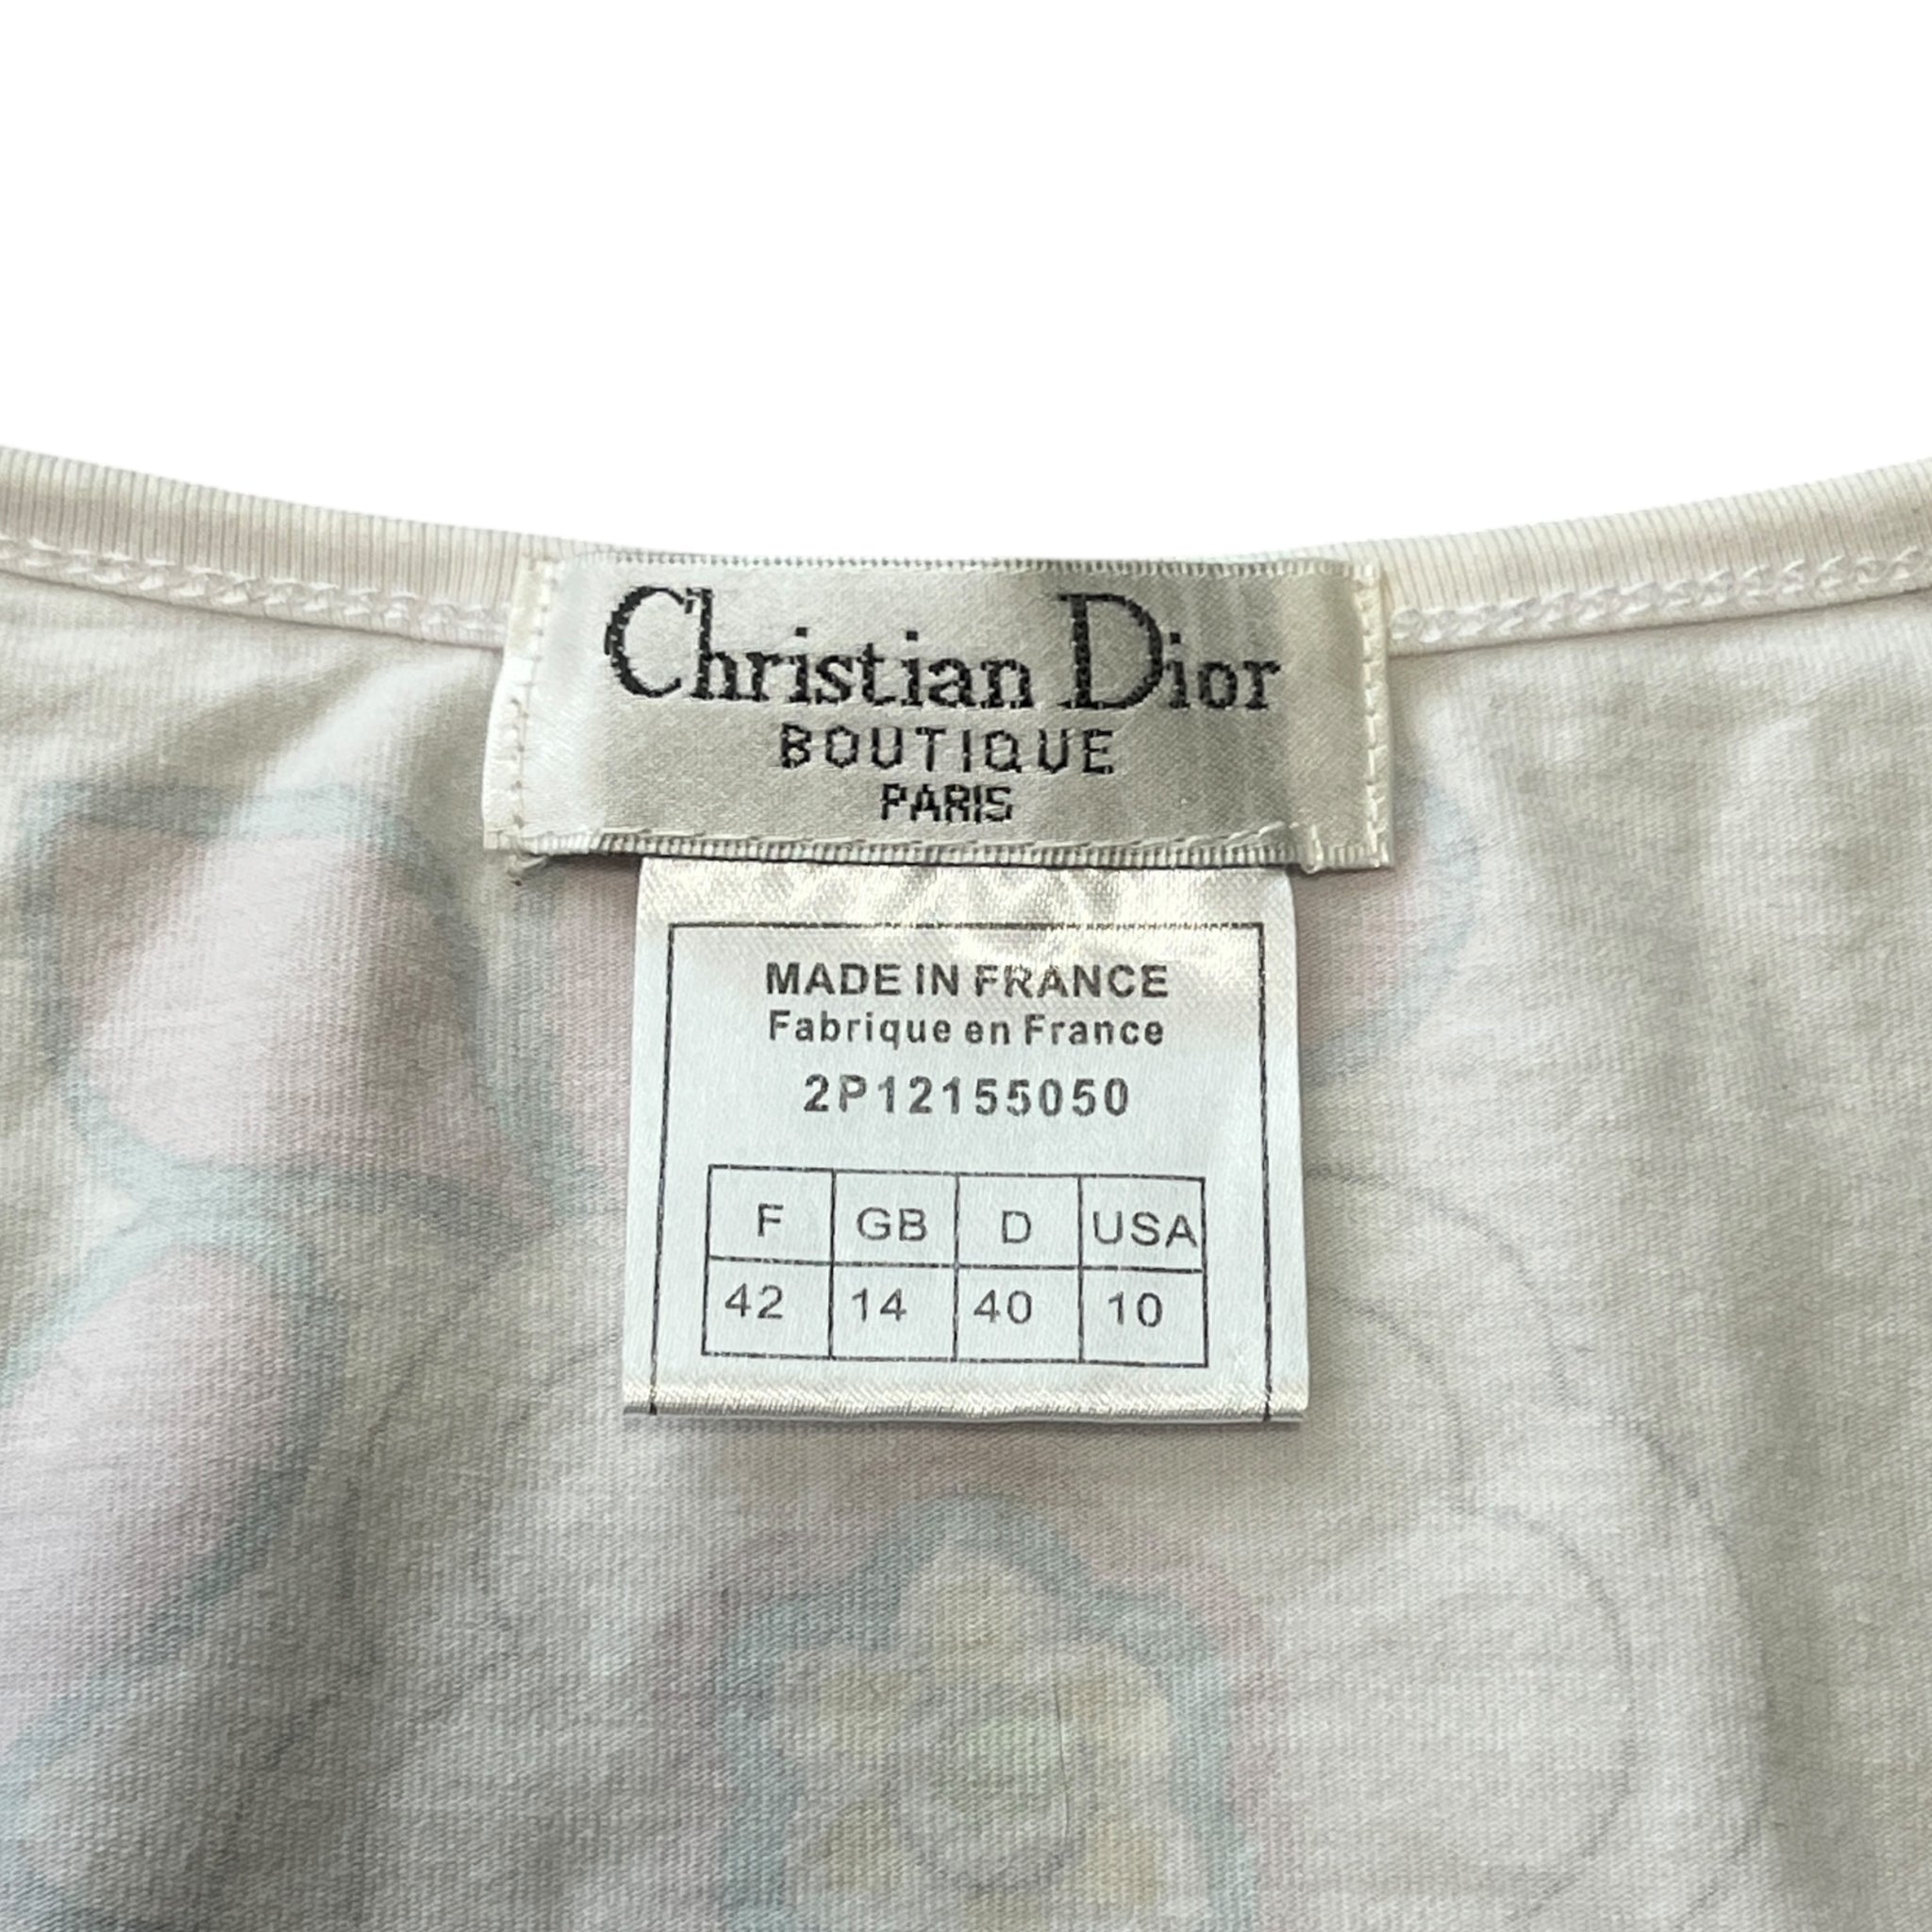 Christian Dior
BOUTIQUE
PARIS
MADE IN FRANCE
Fabrique en France
2P12155050
F GB D USA
42 14 40 10